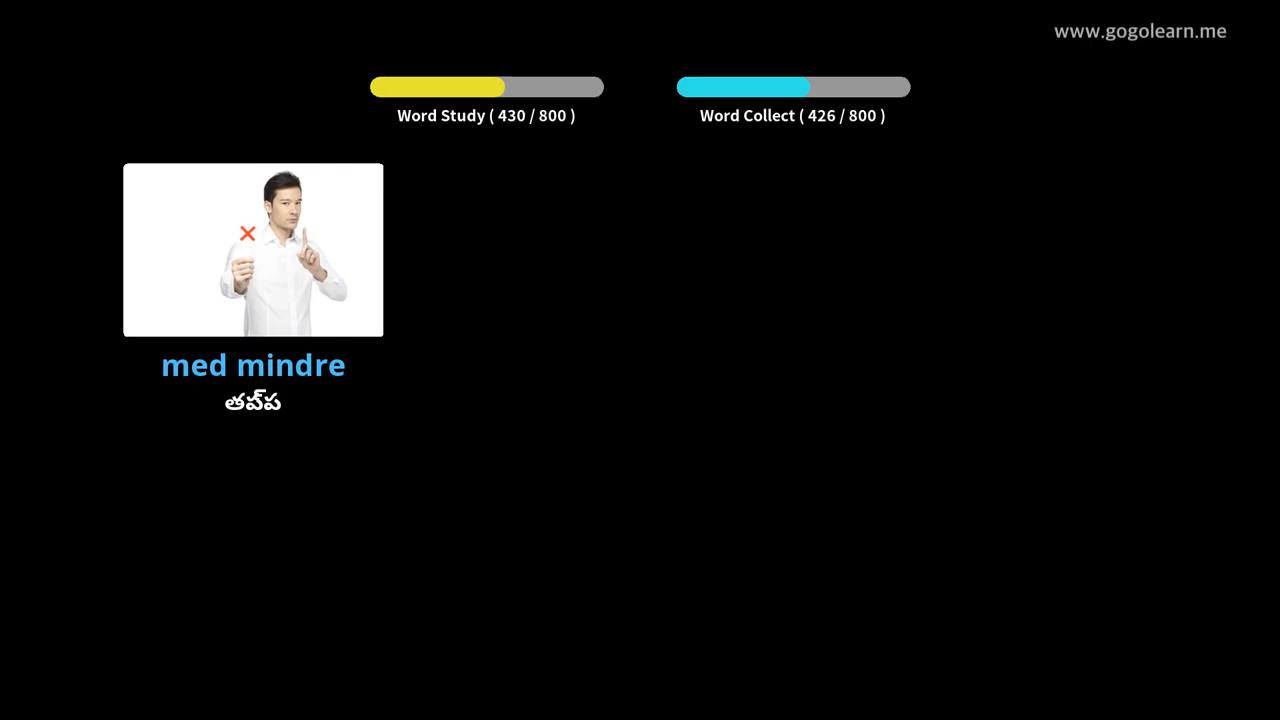 www.gogolearn.me
Word Study ( 430 / 800 )
Word Collect ( 426 / 800 )
med mindre
తప్ప